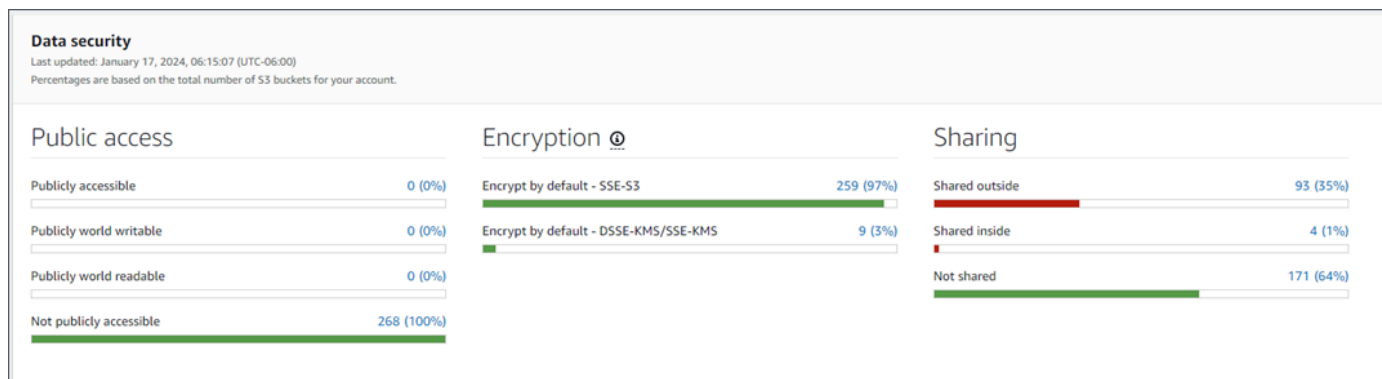 Data security
Last updated: January 17, 2024, 06:15:07 (UTC-06:00)
Percentages are based on the total number of S3 buckets for your account.
Public access
Publicly accessible 0 (0%)
Publicly world writable 0 (0%)
Publicly world readable 0 (0%)
Not publicly accessible 268 (100%)
Encryption
Encrypt by default - SSE-S3 259 (97%)
Encrypt by default - DSSE-KMS/SSE-KMS 9 (3%)
Sharing
Shared outside 93 (35%)
Shared inside 4 (1%)
Not shared 171 (64%)